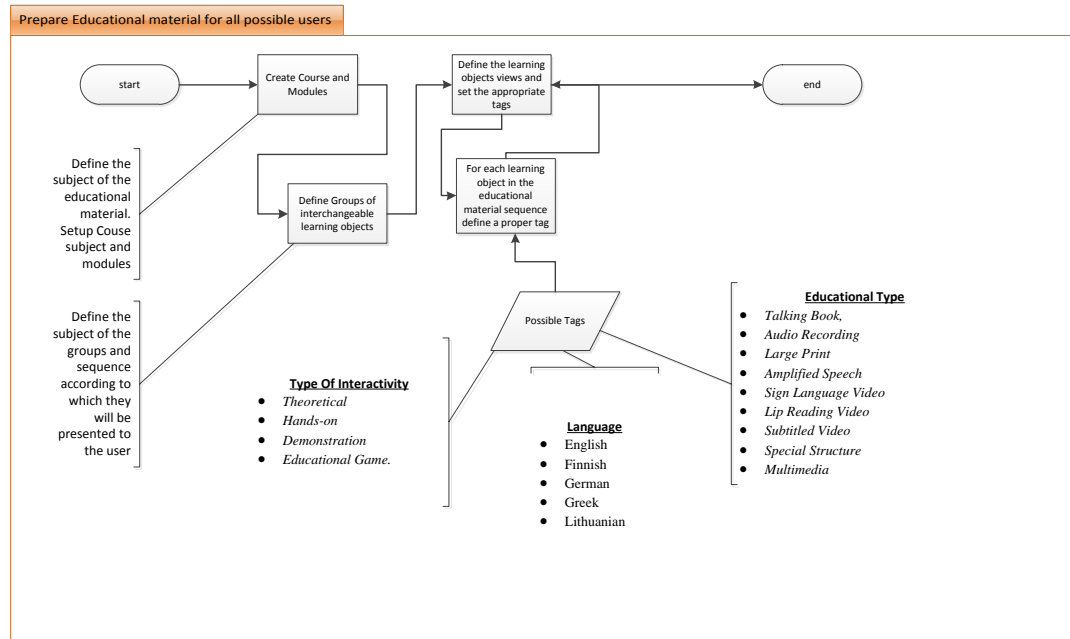 Prepare Educational material for all possible users
start
Create Course and
Modules
Define the learning
objects views and
set the appropriate
tags
end
Define the
subject of the
educational
material.
Setup Couse
subject and
modules
Define Groups of
interchangeable
learning objects
For each learning
object in the
educational
material sequence
define a proper tag
Define the
subject of the
groups and
sequence
according to
which they
will be
presented to
the user
Possible Tags
Type Of Interactivity
• Theoretical
• Hands-on
• Demonstration
• Educational Game.
Language
• English
• Finnish
• German
• Greek
• Lithuanian
Educational Type
• Talking Book,
• Audio Recording
• Large Print
• Amplified Speech
• Sign Language Video
• Lip Reading Video
• Subtitled Video
• Special Structure
• Multimedia